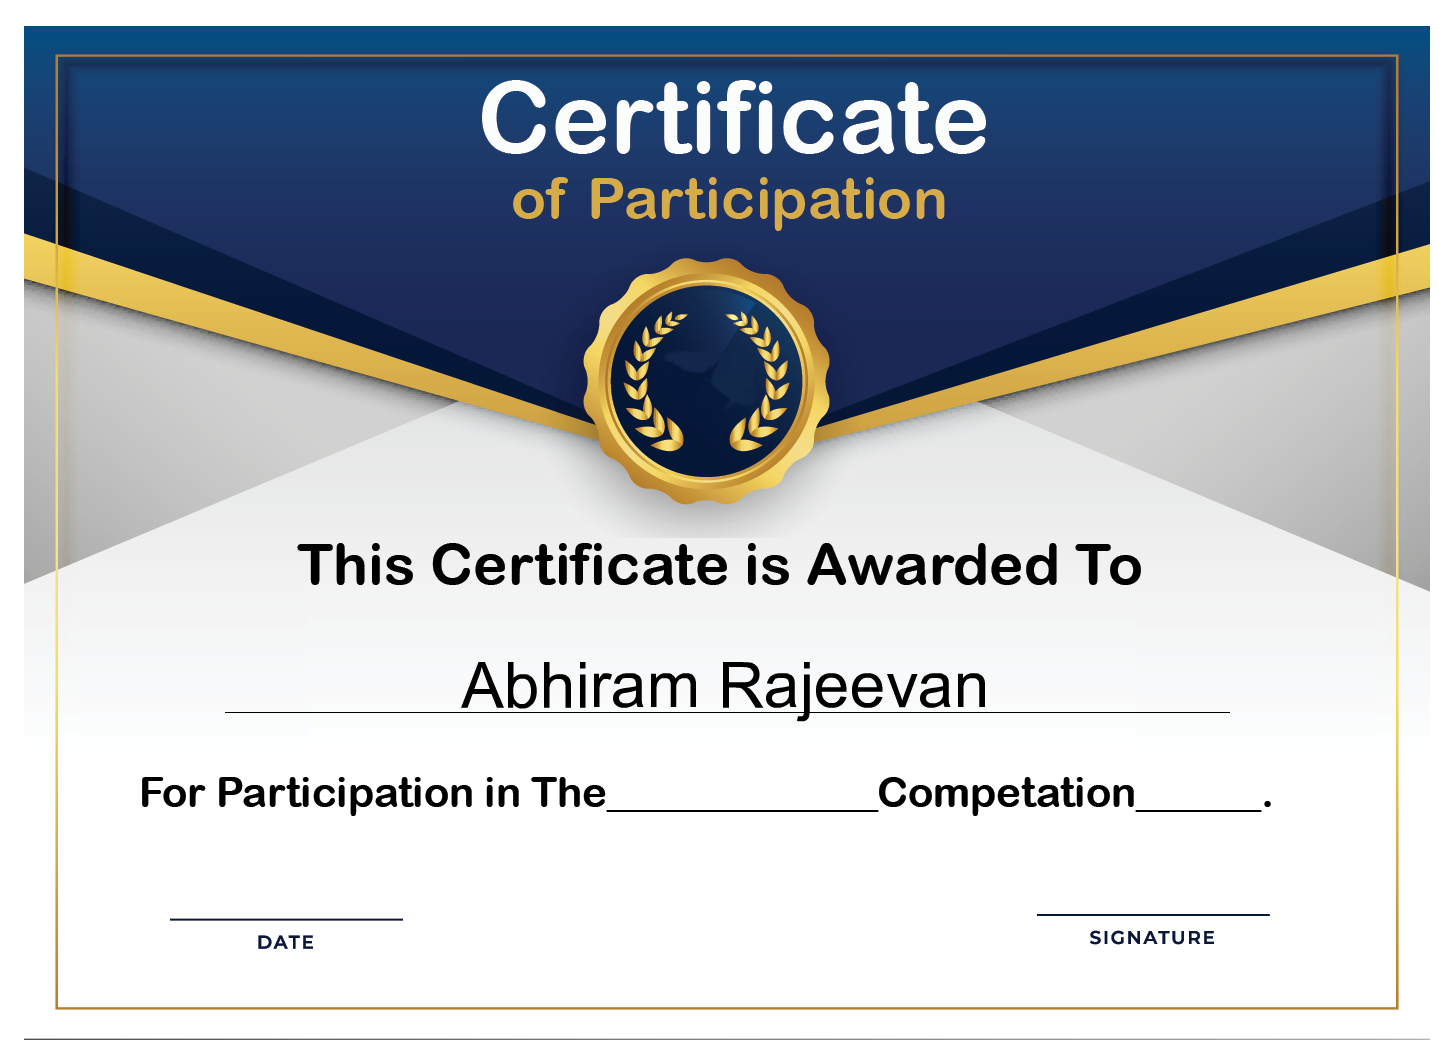 Certificate
of Participation
This Certificate is Awarded To
Abhiram Rajeevan
For Participation in The____________Competation______.
DATE
SIGNATURE